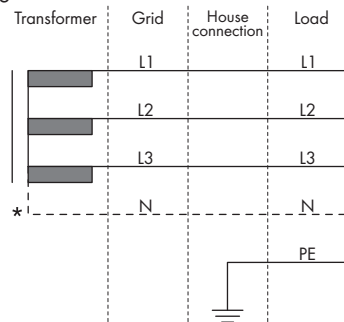 Transformer Grid House connection Load
L1 L1
L2 L2
L3 L3
* N N
PE